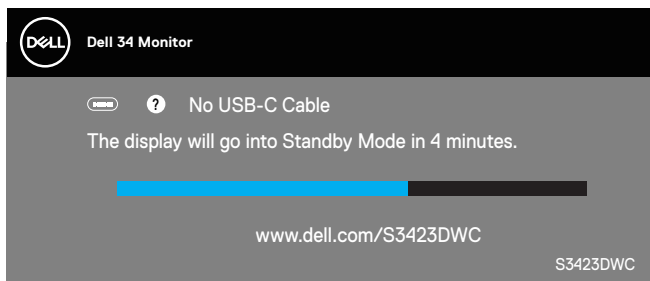 DELL Dell 34 Monitor
? No USB-C Cable
The display will go into Standby Mode in 4 minutes.
www.dell.com/S3423DWC
S3423DWC